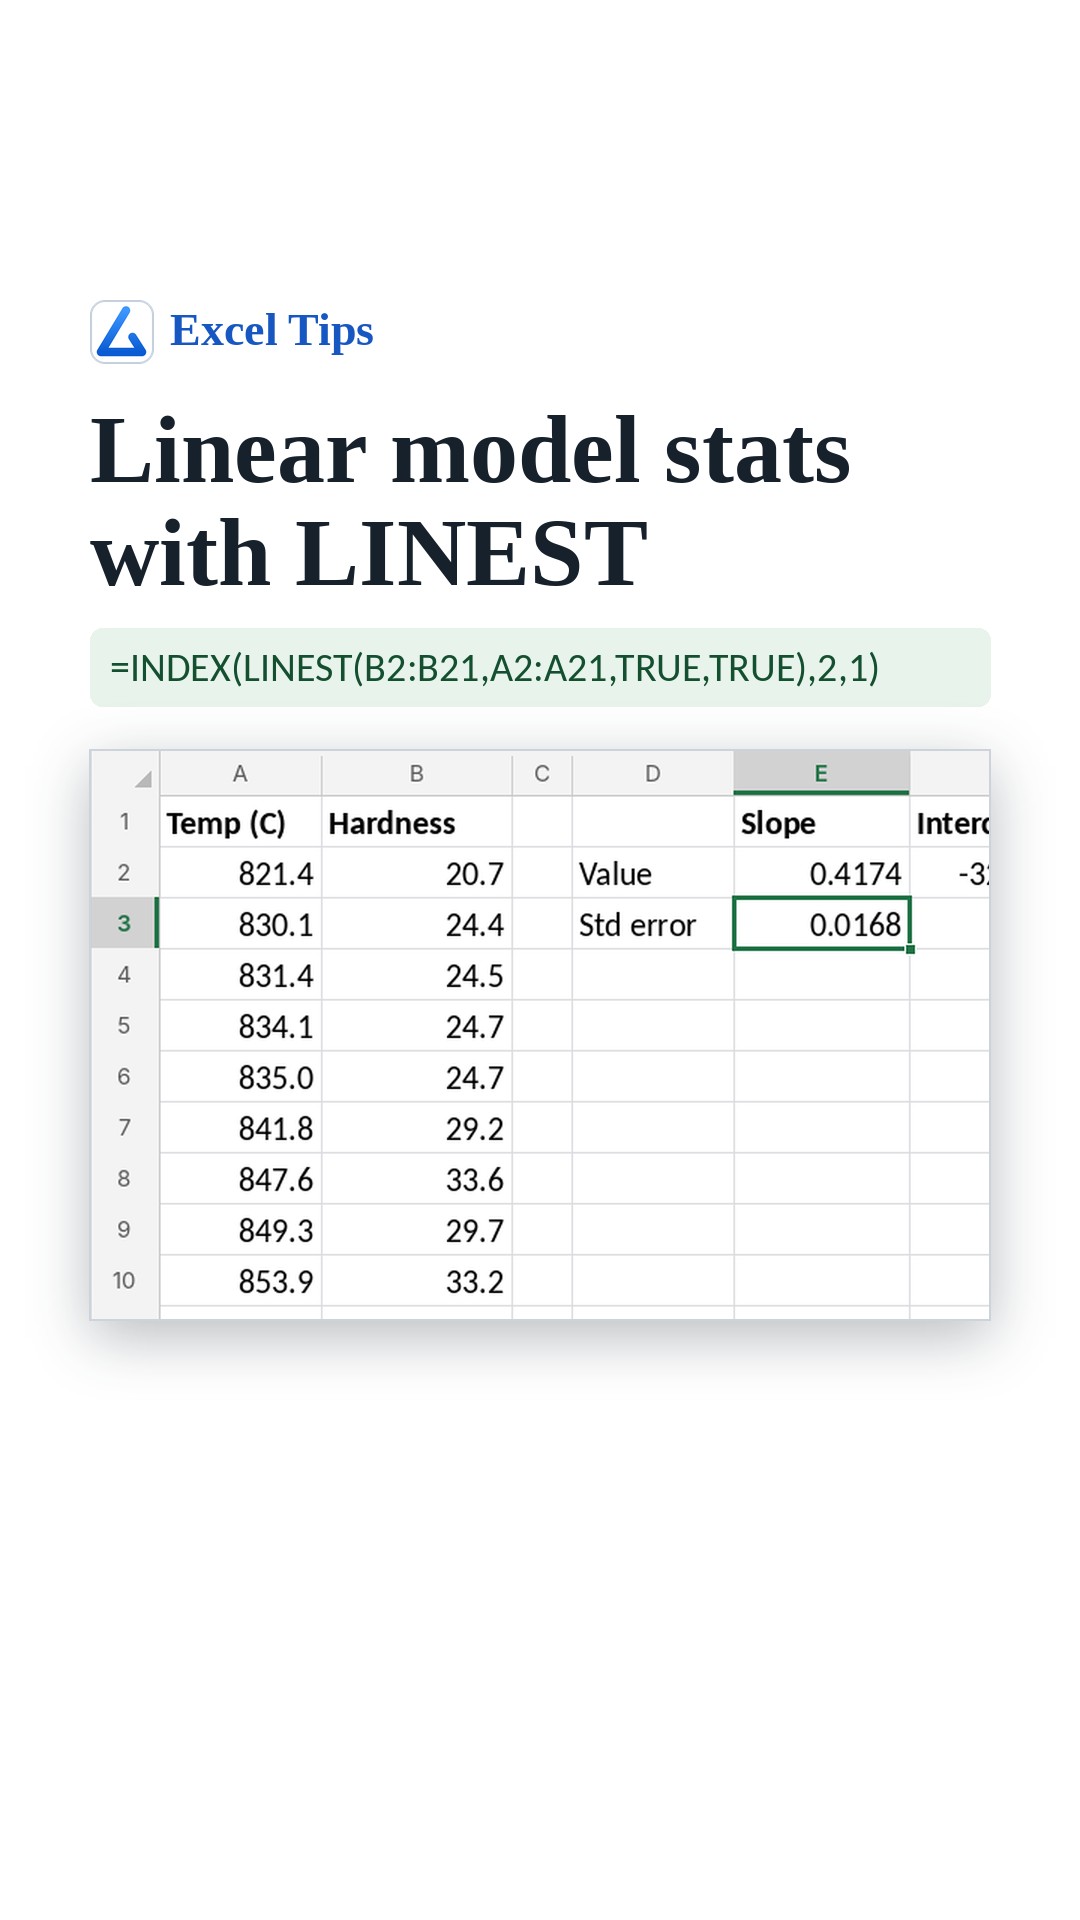 Excel Tips
Linear model stats
with LINEST
=INDEX(LINEST(B2:B21,A2:A21,TRUE,TRUE),2,1)
A B C D E
1 Temp (C) Hardness Slope
2 821.4 20.7 Value 0.4174
3 830.1 24.4 Std error 0.0168
4 831.4 24.5
5 834.1 24.7
6 835.0 24.7
7 841.8 29.2
8 847.6 33.6
9 849.3 29.7
10 853.9 33.2